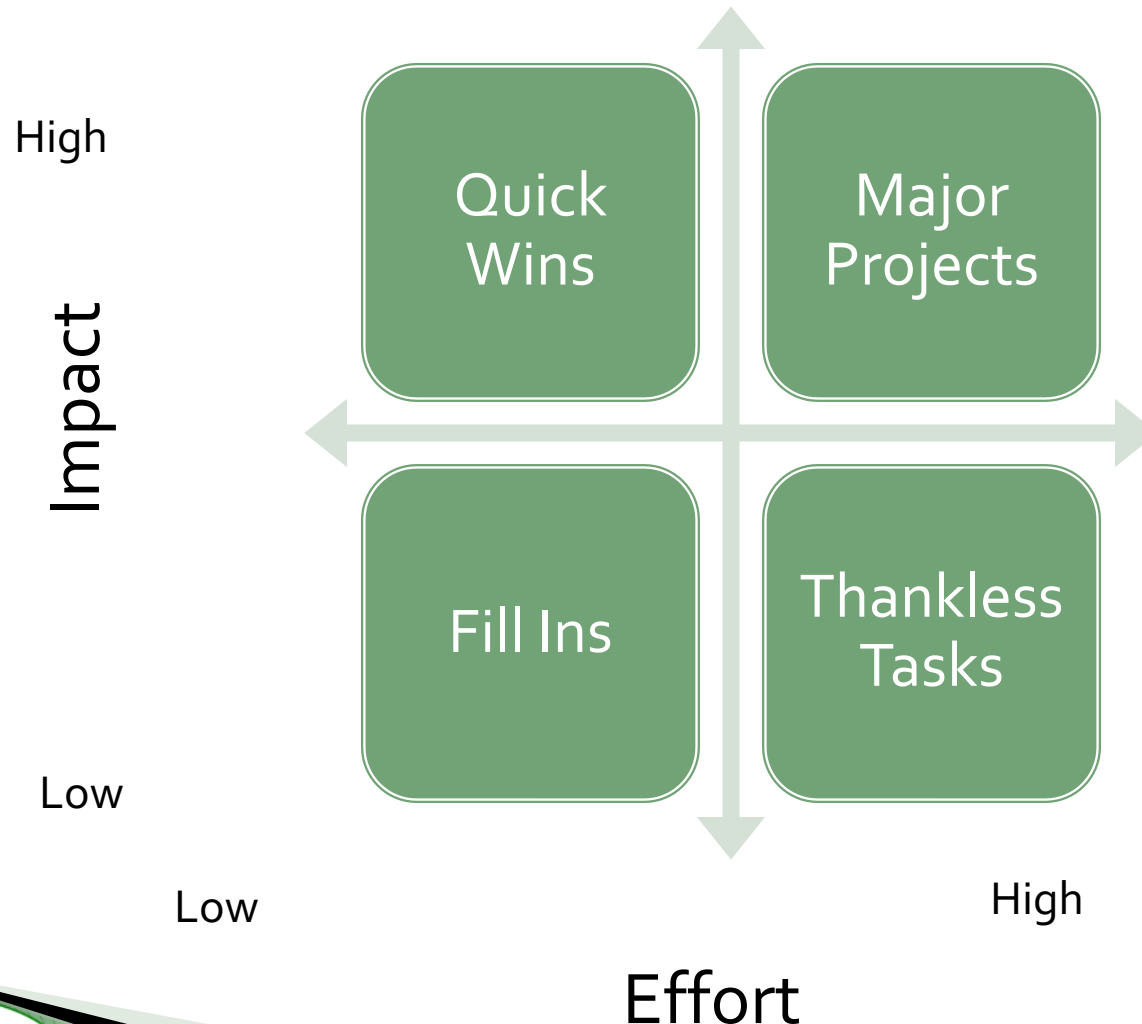 High
Quick
Wins
Major
Projects
Impact
Fill Ins
Thankless
Tasks
Low
Low
High
Effort